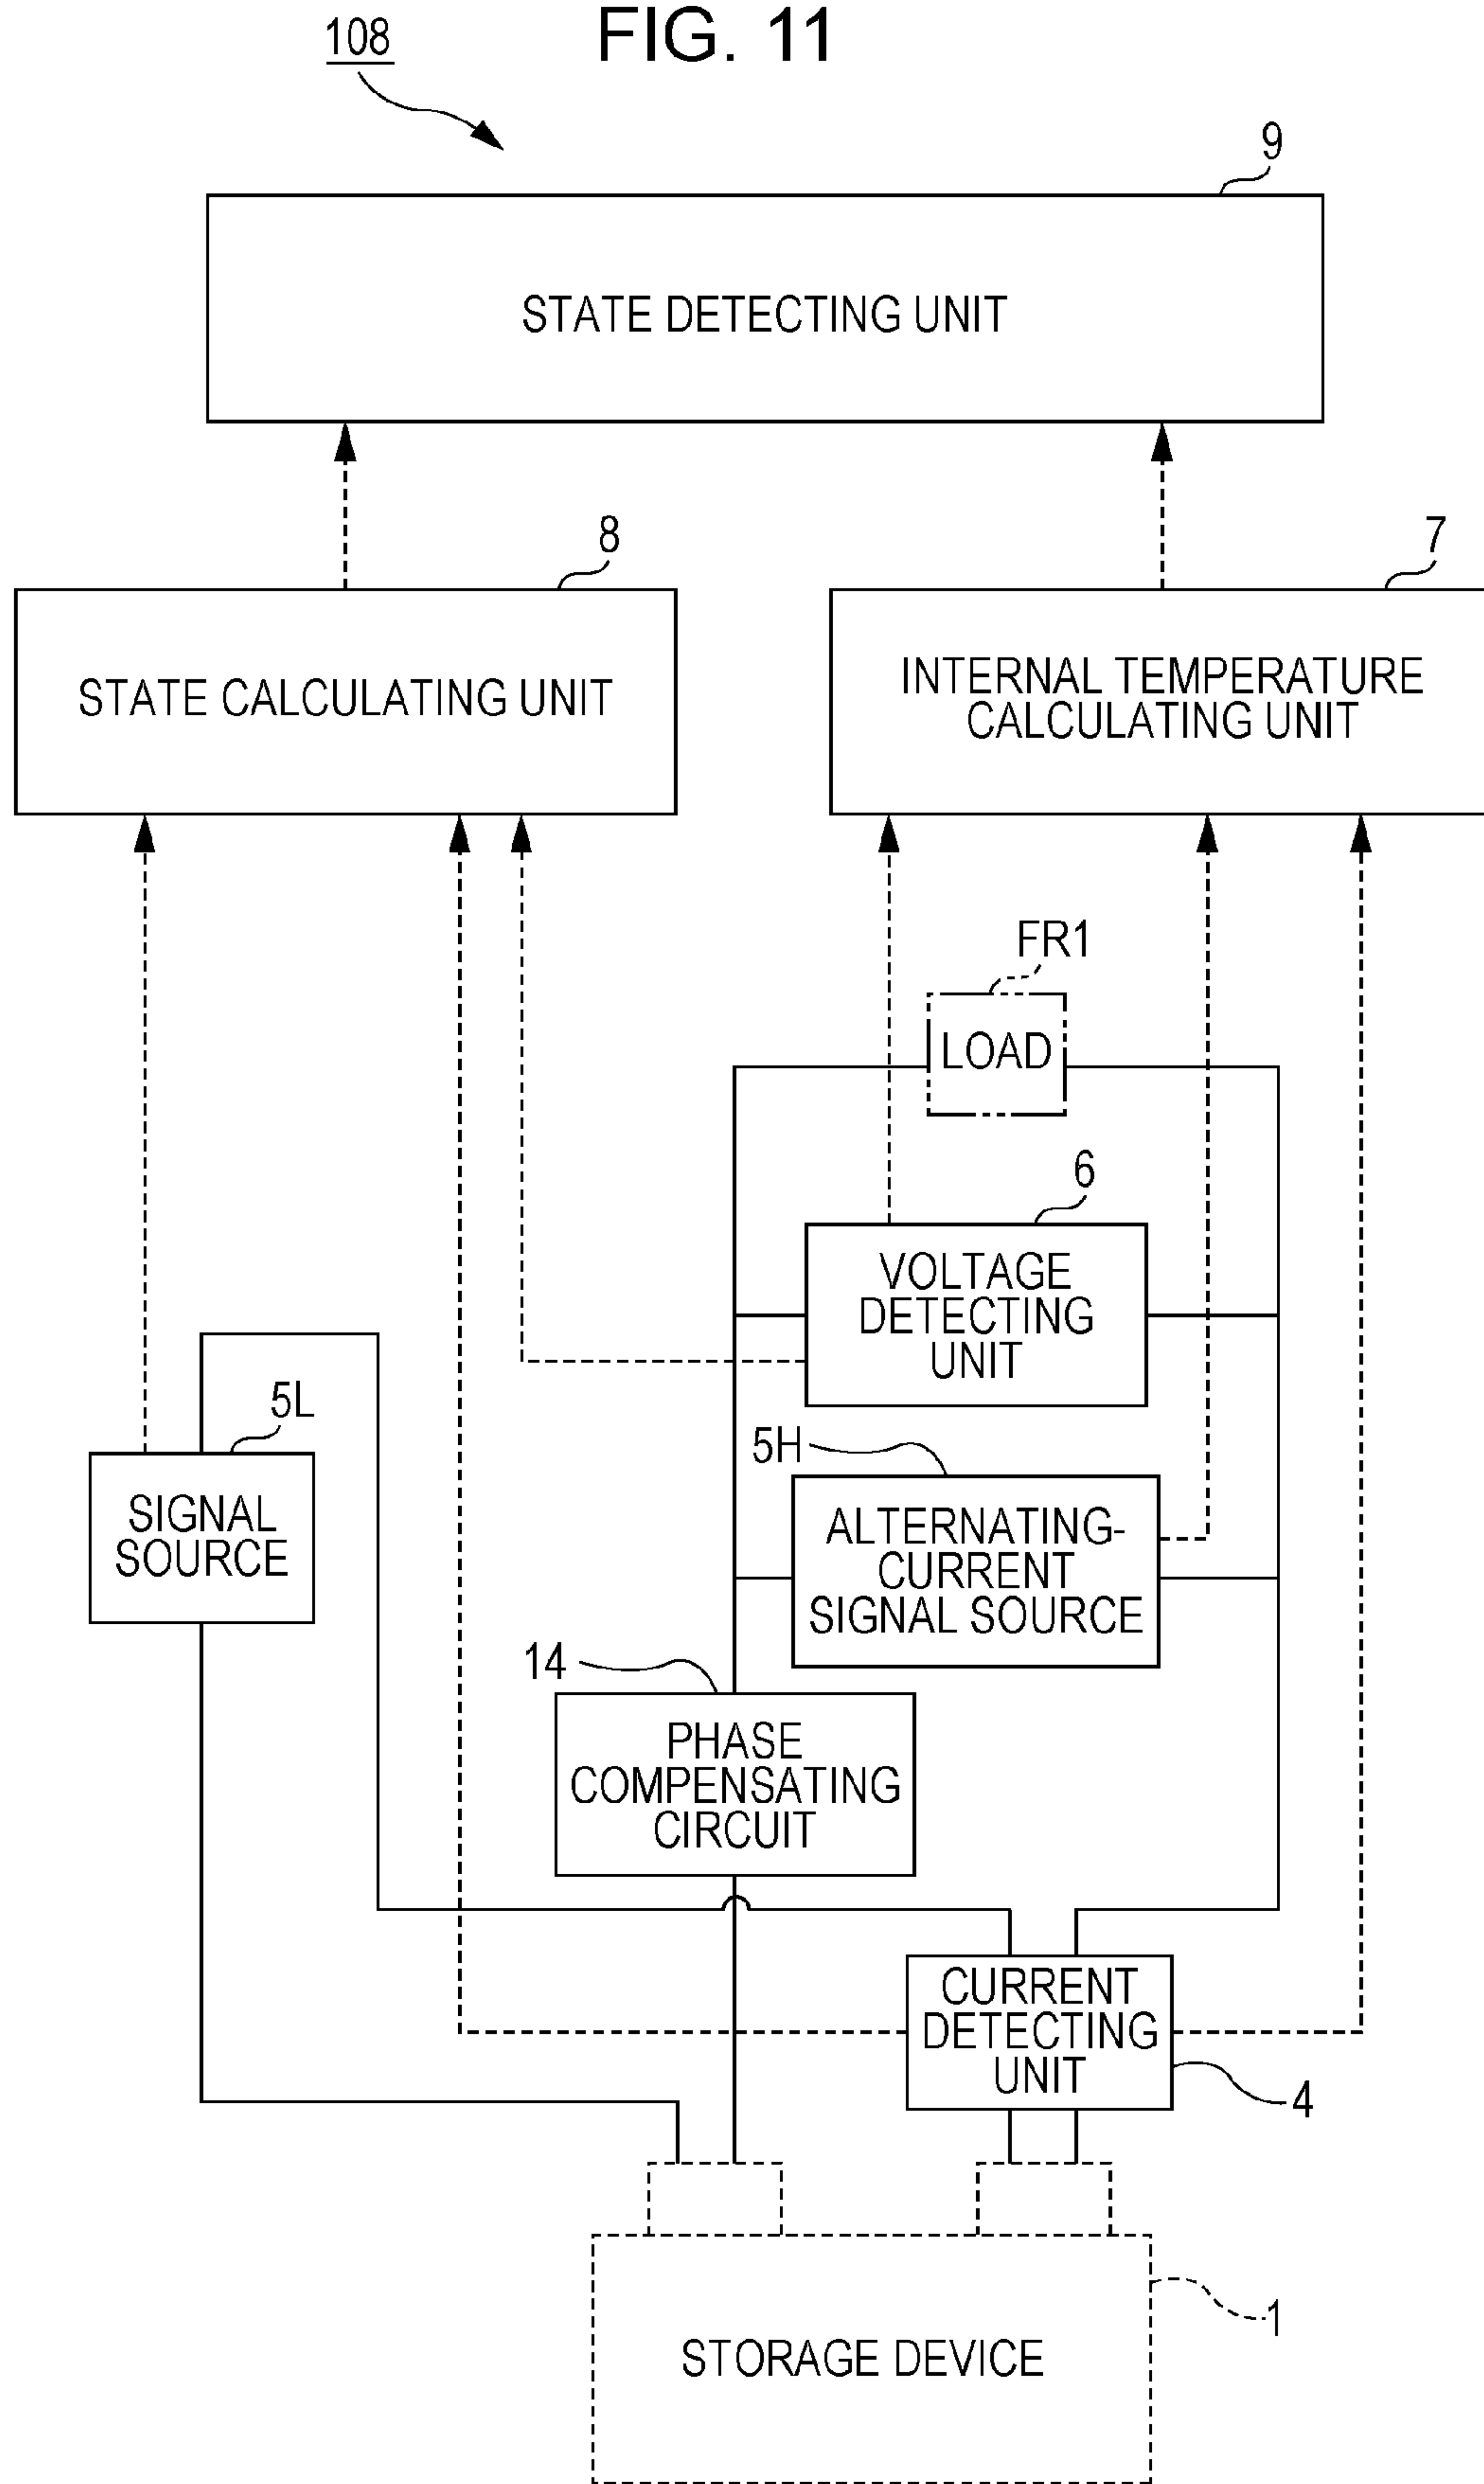 FIG. 11
108
9
STATE DETECTING UNIT
8
7
STATE CALCULATING UNIT
INTERNAL TEMPERATURE
CALCULATING UNIT
FR1
LOAD
6
VOLTAGE
DETECTING
UNIT
5L
5H
SIGNAL
SOURCE
ALTERNATING-
CURRENT
SIGNAL SOURCE
14
PHASE
COMPENSATING
CIRCUIT
CURRENT
DETECTING
UNIT
4
1
STORAGE DEVICE